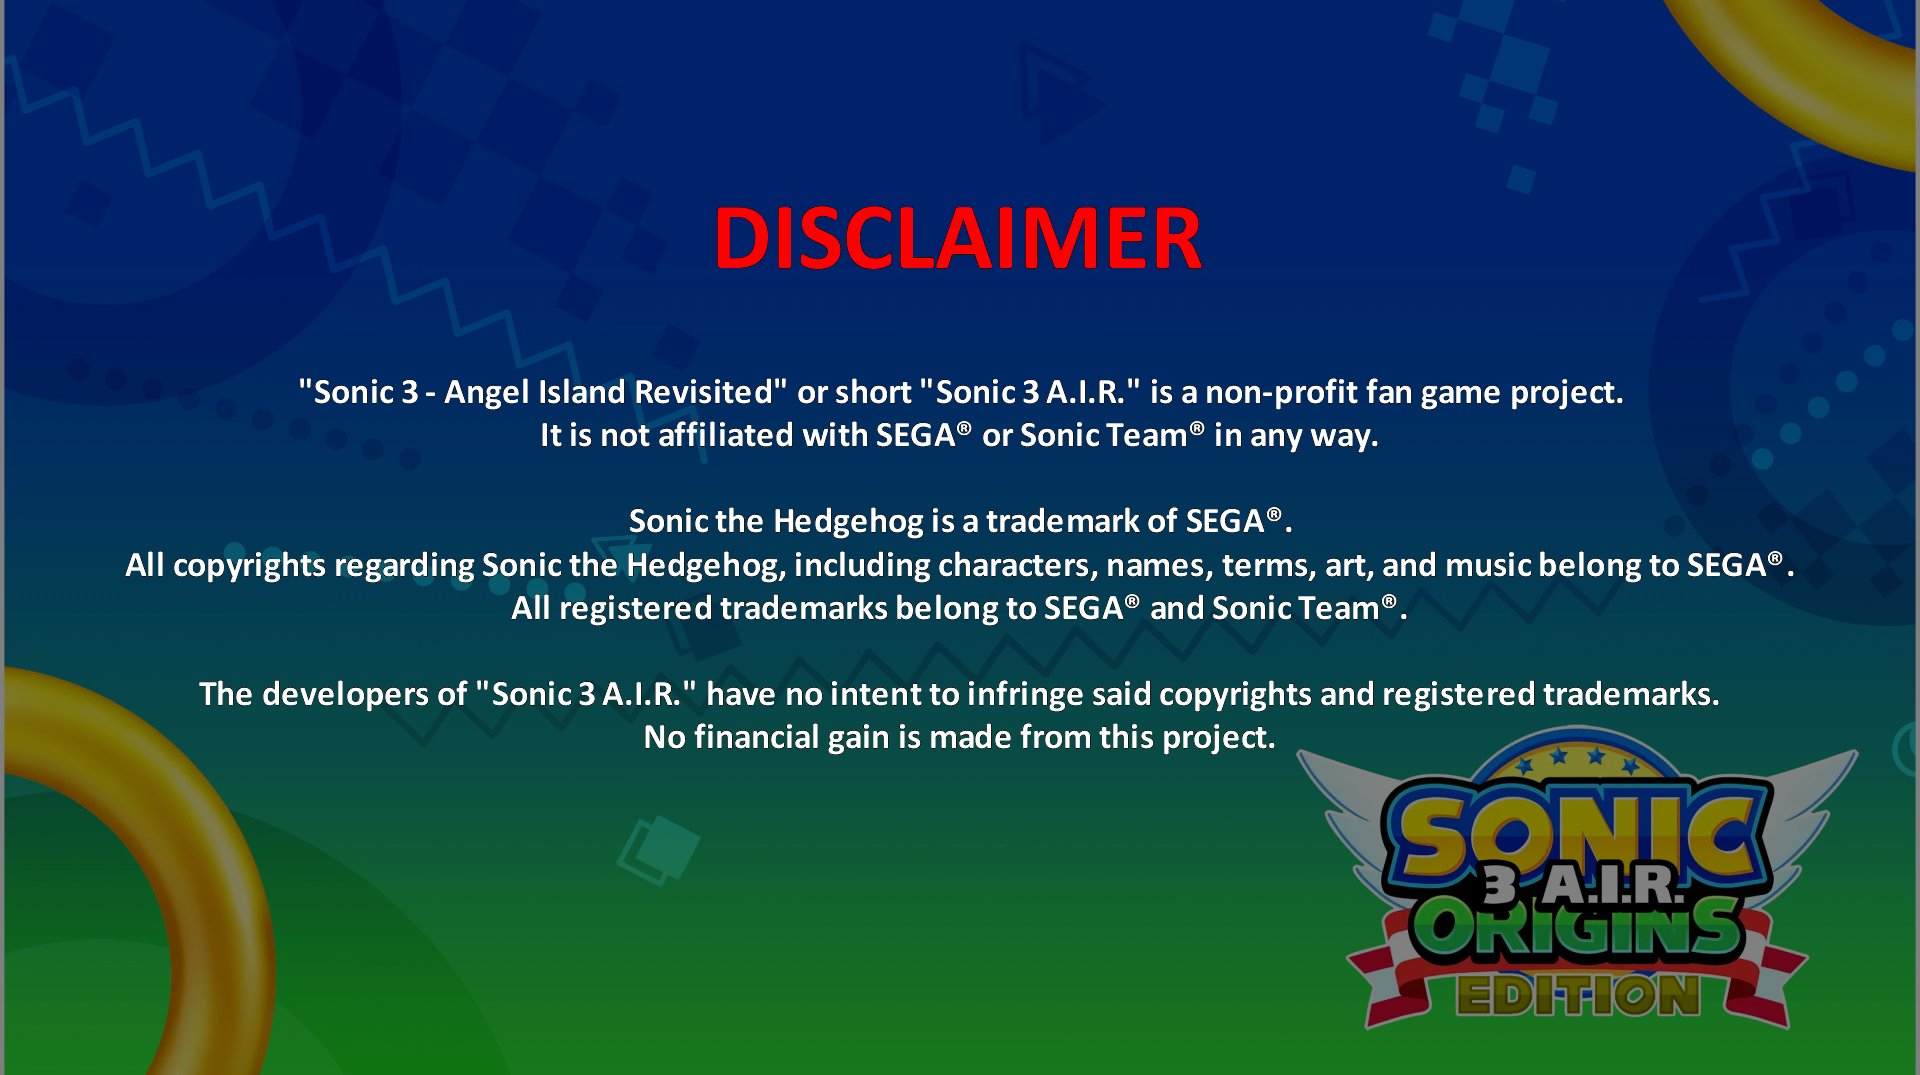 DISCLAIMER
"Sonic 3 - Angel Island Revisited" or short "Sonic 3 A.I.R." is a non-profit fan game project.
It is not affiliated with SEGA® or Sonic Team® in any way.
Sonic the Hedgehog is a trademark of SEGA®.
All copyrights regarding Sonic the Hedgehog, including characters, names, terms, art, and music belong to SEGA®.
All registered trademarks belong to SEGA® and Sonic Team®.
The developers of "Sonic 3 A.I.R." have no intent to infringe said copyrights and registered trademarks.
No financial gain is made from this project.
SONIC
3 A.I.R.
ORIGINS
EDITION